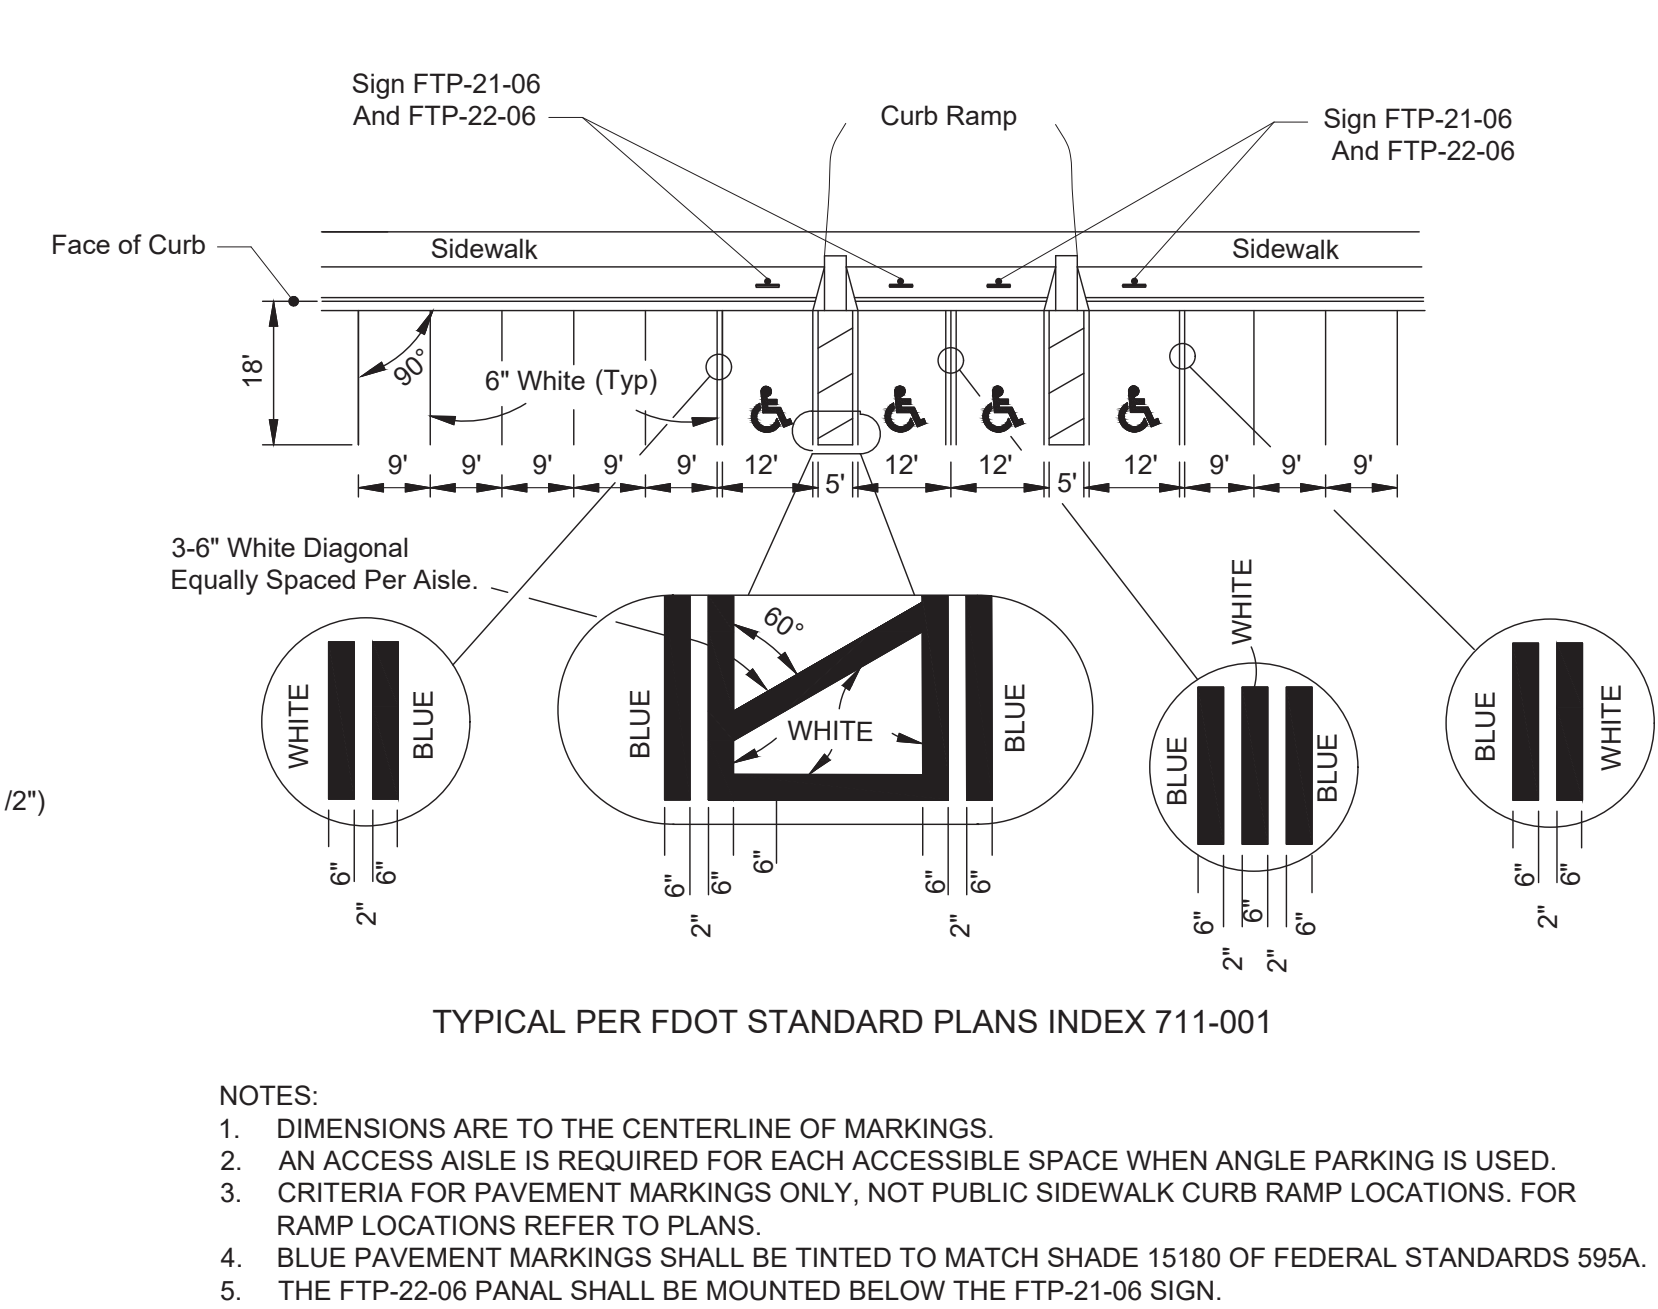 Sign FTP-21-06
And FTP-22-06
Curb Ramp
Sign FTP-21-06
And FTP-22-06
Face of Curb
Sidewalk
Sidewalk
18'
90°
6" White (Typ)
9' 9' 9' 9' 9' 12' 5' 12' 12' 5' 12' 9' 9' 9'
3-6" White Diagonal
Equally Spaced Per Aisle.
WHITE
BLUE
6" 2" 6"
60°
BLUE
WHITE
BLUE
6" 2" 6" 6" 6" 2" 6"
WHITE
BLUE
BLUE
6" 2" 6" 2" 6"
BLUE
WHITE
6" 2" 6"
/2")
TYPICAL PER FDOT STANDARD PLANS INDEX 711-001
NOTES:
1. DIMENSIONS ARE TO THE CENTERLINE OF MARKINGS.
2. AN ACCESS AISLE IS REQUIRED FOR EACH ACCESSIBLE SPACE WHEN ANGLE PARKING IS USED.
3. CRITERIA FOR PAVEMENT MARKINGS ONLY, NOT PUBLIC SIDEWALK CURB RAMP LOCATIONS. FOR
RAMP LOCATIONS REFER TO PLANS.
4. BLUE PAVEMENT MARKINGS SHALL BE TINTED TO MATCH SHADE 15180 OF FEDERAL STANDARDS 595A.
5. THE FTP-22-06 PANAL SHALL BE MOUNTED BELOW THE FTP-21-06 SIGN.